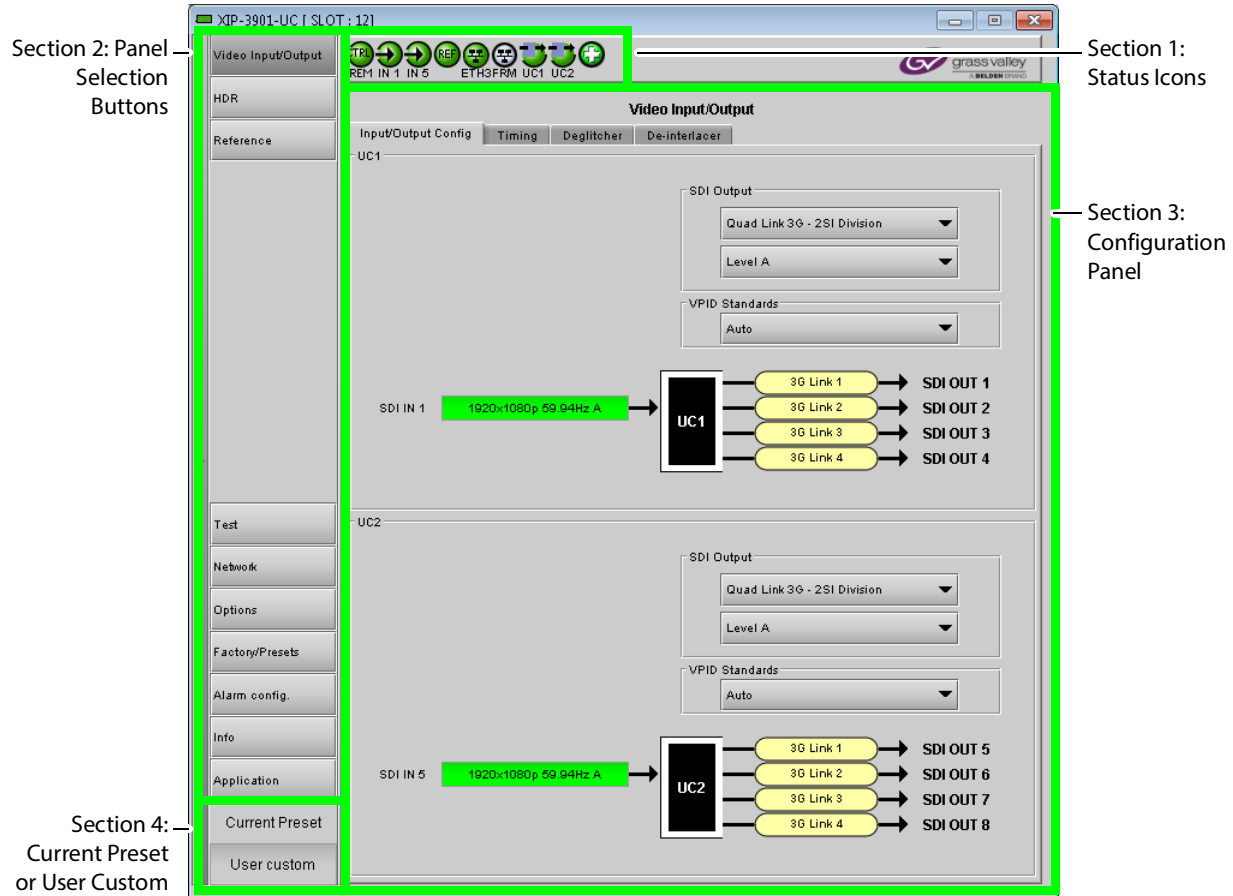 XIP-3901-UC [ SLOT : 12]
Section 2: Panel
Selection
Buttons
Section 1:
Status Icons
Section 3:
Configuration
Panel
Section 4:
Current Preset
or User Custom
Video Input/Output
HDR
Reference
Test
Network
Options
Factory/Presets
Alarm config.
Info
Application
Current Preset
User custom
CTRL REF
REM IN 1 IN 5 ETH3FRM UC1 UC2
GV grass valley
A BELDEN BRAND
Video Input/Output
Input/Output Config Timing Deglitcher De-interlacer
UC1
SDI Output
Quad Link 3G - 2SI Division
Level A
VPID Standards
Auto
SDI IN 1 1920x1080p 59.94Hz A UC1
3G Link 1 SDI OUT 1
3G Link 2 SDI OUT 2
3G Link 3 SDI OUT 3
3G Link 4 SDI OUT 4
UC2
SDI Output
Quad Link 3G - 2SI Division
Level A
VPID Standards
Auto
SDI IN 5 1920x1080p 59.94Hz A UC2
3G Link 1 SDI OUT 5
3G Link 2 SDI OUT 6
3G Link 3 SDI OUT 7
3G Link 4 SDI OUT 8